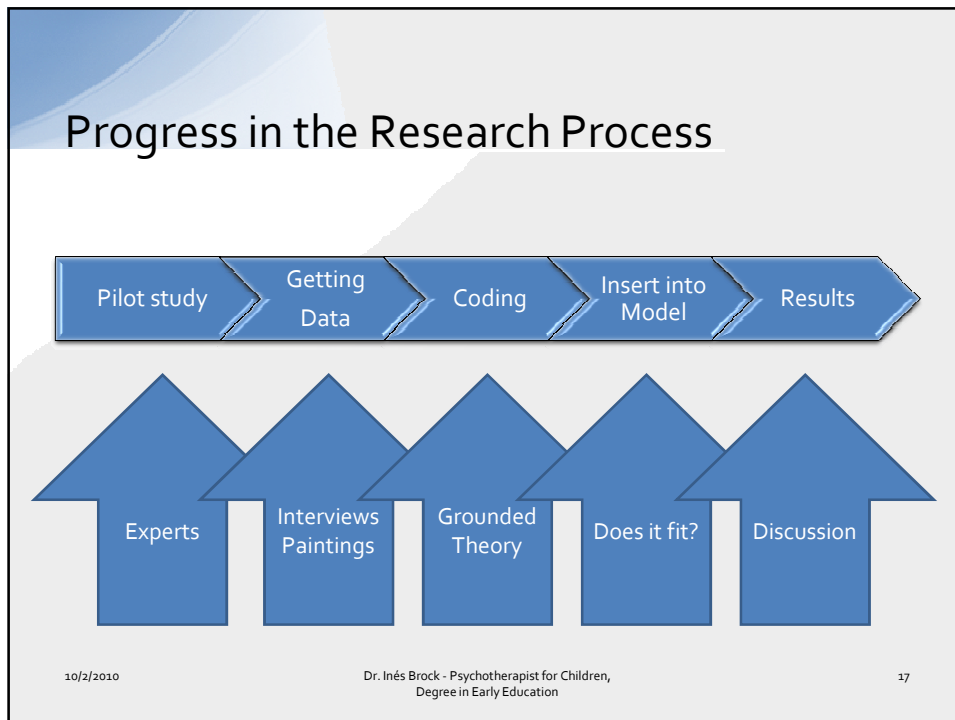 Progress in the Research Process
Pilot study
Getting
Data
Coding
Insert into
Model
Results
Experts
Interviews
Paintings
Grounded
Theory
Does it fit?
Discussion
10/2/2010
Dr. Inés Brock - Psychotherapist for Children,
Degree in Early Education
17